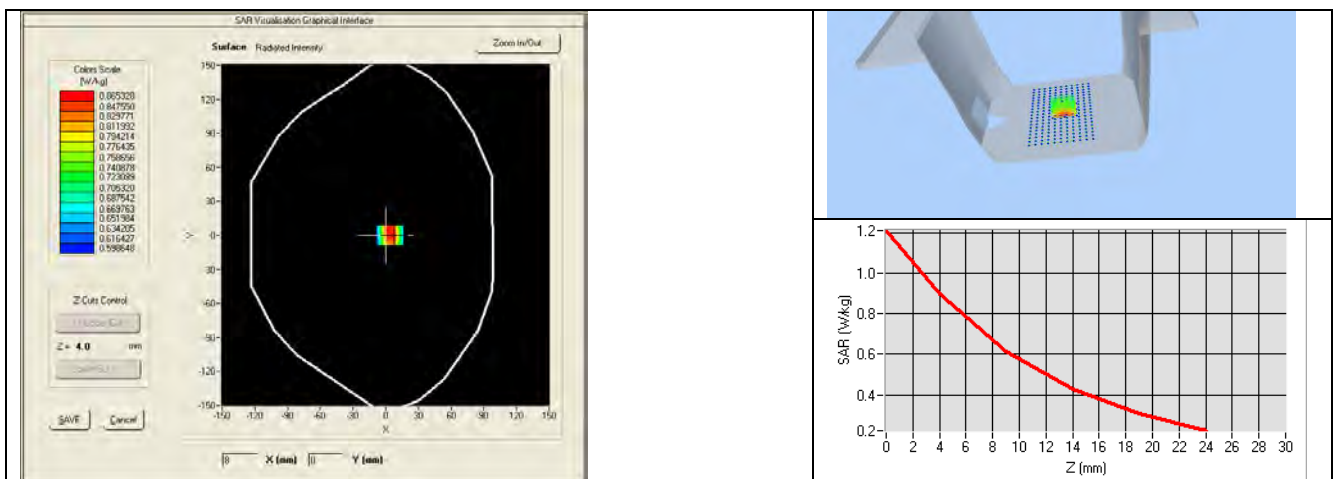 SAR Visualisation Graphical Interface
Surface Radiated Intensity
Zoom In/Out
Colors Scale
(W/kg)
0.865328
0.847550
0.829771
0.811992
0.794214
0.776435
0.758656
0.740878
0.723099
0.705320
0.687542
0.669763
0.651984
0.634205
0.616427
0.598648
150-
120-
90-
60-
30-
0-
30-
-60-
-90-
-120-
-150-
-150 -120 -90 -60 -30 0 30 60 90 120 150
X
Z Cuts Control
Z = 4.0 mm
SAVE Cancel
8 X (mm) 0 Y (mm)
1.2-
1.0-
0.8-
0.6-
0.4-
0.2-
SAR (W/kg)
0 2 4 6 8 10 12 14 16 18 20 22 24 26 28 30
Z (mm)